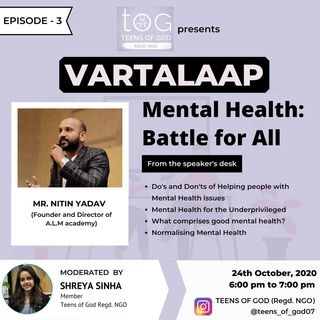 EPISODE - 3
tOG
TEENS OF GOD
REGD. NGO
presents
VARTALAAP
Mental Health:
Battle for All
From the speaker's desk
MR. NITIN YADAV
(Founder and Director of
A.L.M academy)
• Do's and Don'ts of Helping people with
Mental Health issues
• Mental Health for the Underprivileged
• What comprises good mental health?
• Normalising Mental Health
MODERATED BY
SHREYA SINHA
Member
Teens of God Regd. NGO
24th October, 2020
6:00 pm to 7:00 pm
TEENS OF GOD (Regd. NGO)
@teens_of_god07